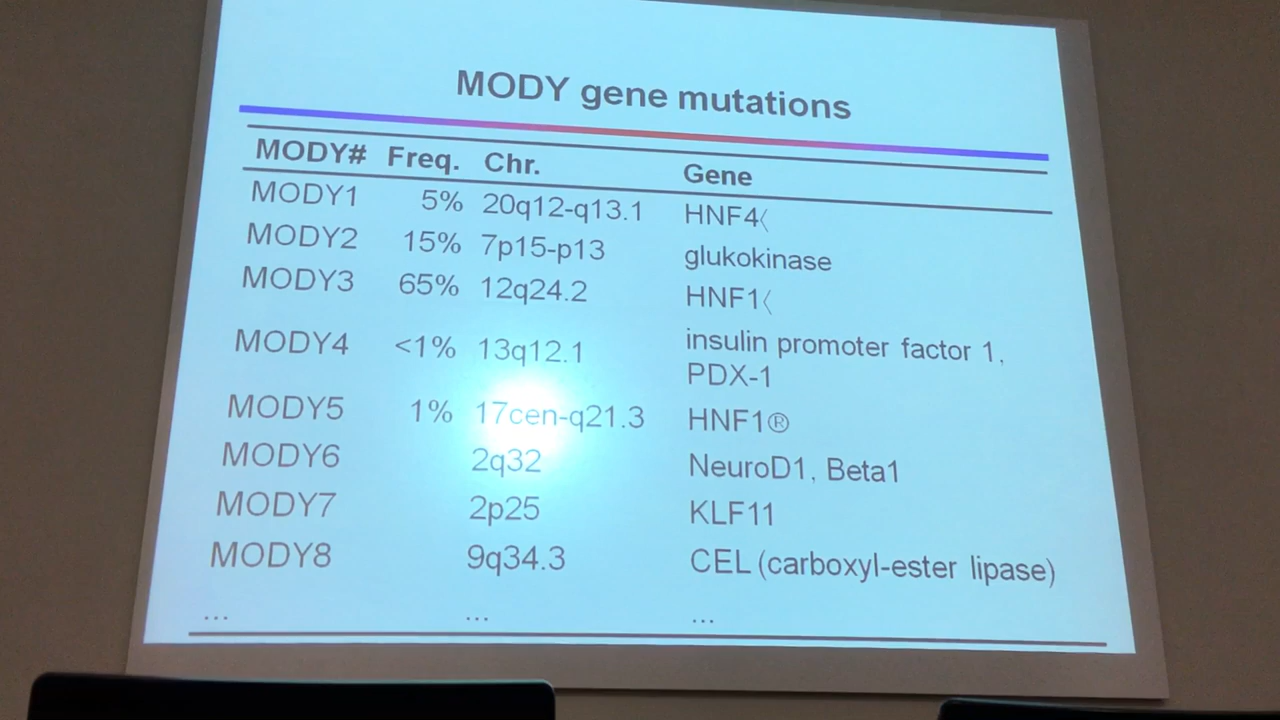 MODY gene mutations
MODY# Freq. Chr. Gene
MODY1 5% 20q12-q13.1 HNF4〈
MODY2 15% 7p15-p13 glukokinase
MODY3 65% 12q24.2 HNF1〈
MODY4 <1% 13q12.1 insulin promoter factor 1,
PDX-1
MODY5 1% 17cen-q21.3 HNF1®
MODY6 2q32 NeuroD1, Beta1
MODY7 2p25 KLF11
MODY8 9q34.3 CEL (carboxyl-ester lipase)
... ... ...